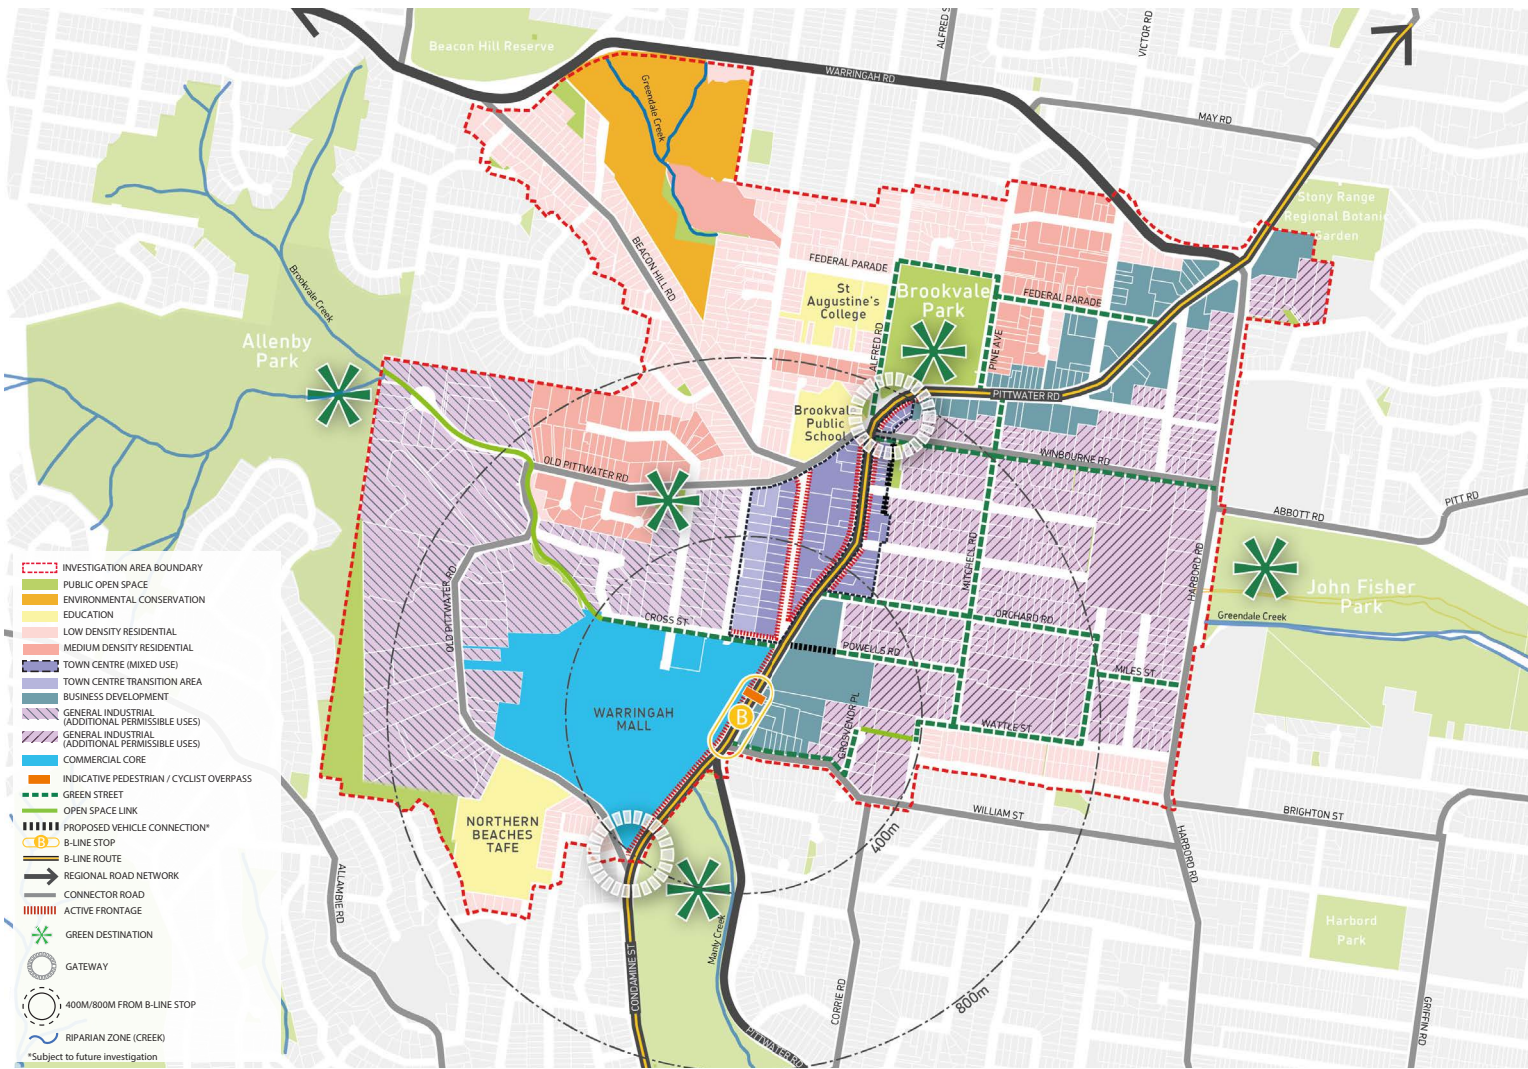 Beacon Hill Reserve
ALFRED S
VICTOR RD
WARRINGAH RD
MAY RD
Greendale Creek
Stony Range
Regional Botanic
Garden
BEACON HILL RD
FEDERAL PARADE
St
Augustine's
College
Brookvale
Park
FEDERAL PARADE
ALFRED RD
PINE AVE
Brookvale Creek
Allenby
Park
PITTWATER RD
Brookval
Public
School
WINBOURNE RD
OLD PITTWATER RD
PITT RD
ABBOTT RD
MITCHELL RD
HARBORD RD
John Fisher
Park
Greendale Creek
OLD PITTWATER RD
CROSS ST
ORCHARD RD
POWELLS RD
MILES ST
WARRINGAH
MALL
B
GROSVENOR PL
WATTLE ST
WILLIAM ST
BRIGHTON ST
NORTHERN
BEACHES
TAFE
400m
HARBORD RD
ALLAMBIE RD
Harbord
Park
Manly Creek
CONDAMINE ST
CORRIE RD
800m
GRIFFIN RD
PITTWATER RD
INVESTIGATION AREA BOUNDARY
PUBLIC OPEN SPACE
ENVIRONMENTAL CONSERVATION
EDUCATION
LOW DENSITY RESIDENTIAL
MEDIUM DENSITY RESIDENTIAL
TOWN CENTRE (MIXED USE)
TOWN CENTRE TRANSITION AREA
BUSINESS DEVELOPMENT
GENERAL INDUSTRIAL
(ADDITIONAL PERMISSIBLE USES)
GENERAL INDUSTRIAL
(ADDITIONAL PERMISSIBLE USES)
COMMERCIAL CORE
INDICATIVE PEDESTRIAN / CYCLIST OVERPASS
GREEN STREET
OPEN SPACE LINK
PROPOSED VEHICLE CONNECTION*
B B-LINE STOP
B-LINE ROUTE
REGIONAL ROAD NETWORK
CONNECTOR ROAD
ACTIVE FRONTAGE
GREEN DESTINATION
GATEWAY
400M/800M FROM B-LINE STOP
RIPARIAN ZONE (CREEK)
*Subject to future investigation